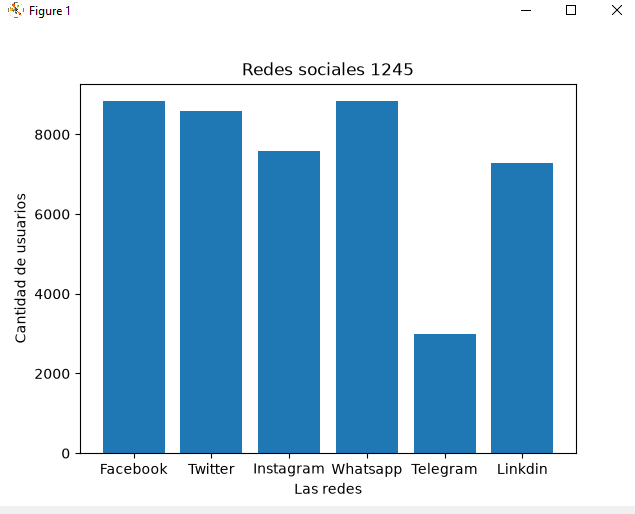 Figure 1
Redes sociales 1245
Cantidad de usuarios
8000
6000
4000
2000
0
Facebook Twitter Instagram Whatsapp Telegram Linkdin
Las redes